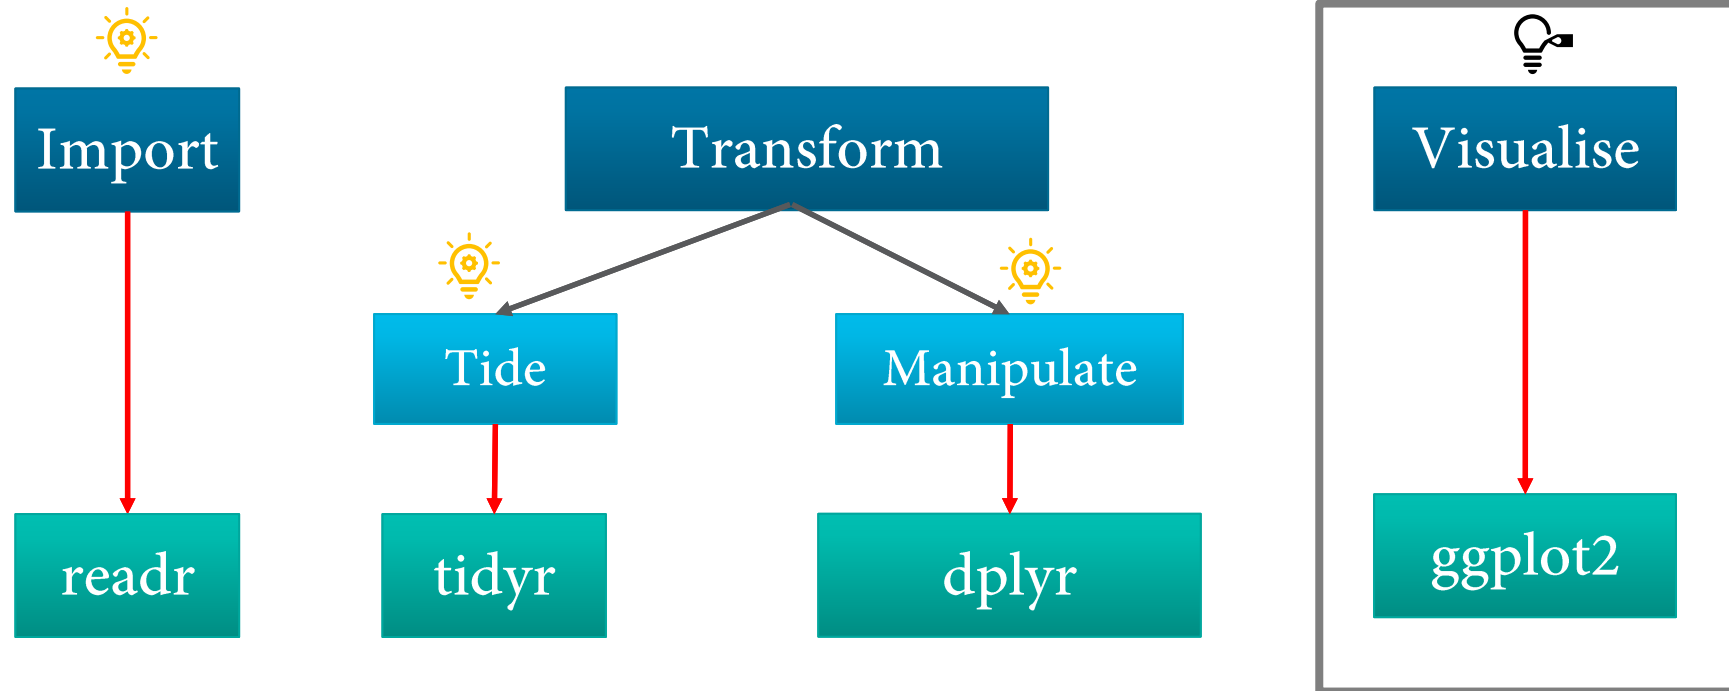 Import
Transform
Visualise
Tide
Manipulate
readr
tidyr
dplyr
ggplot2